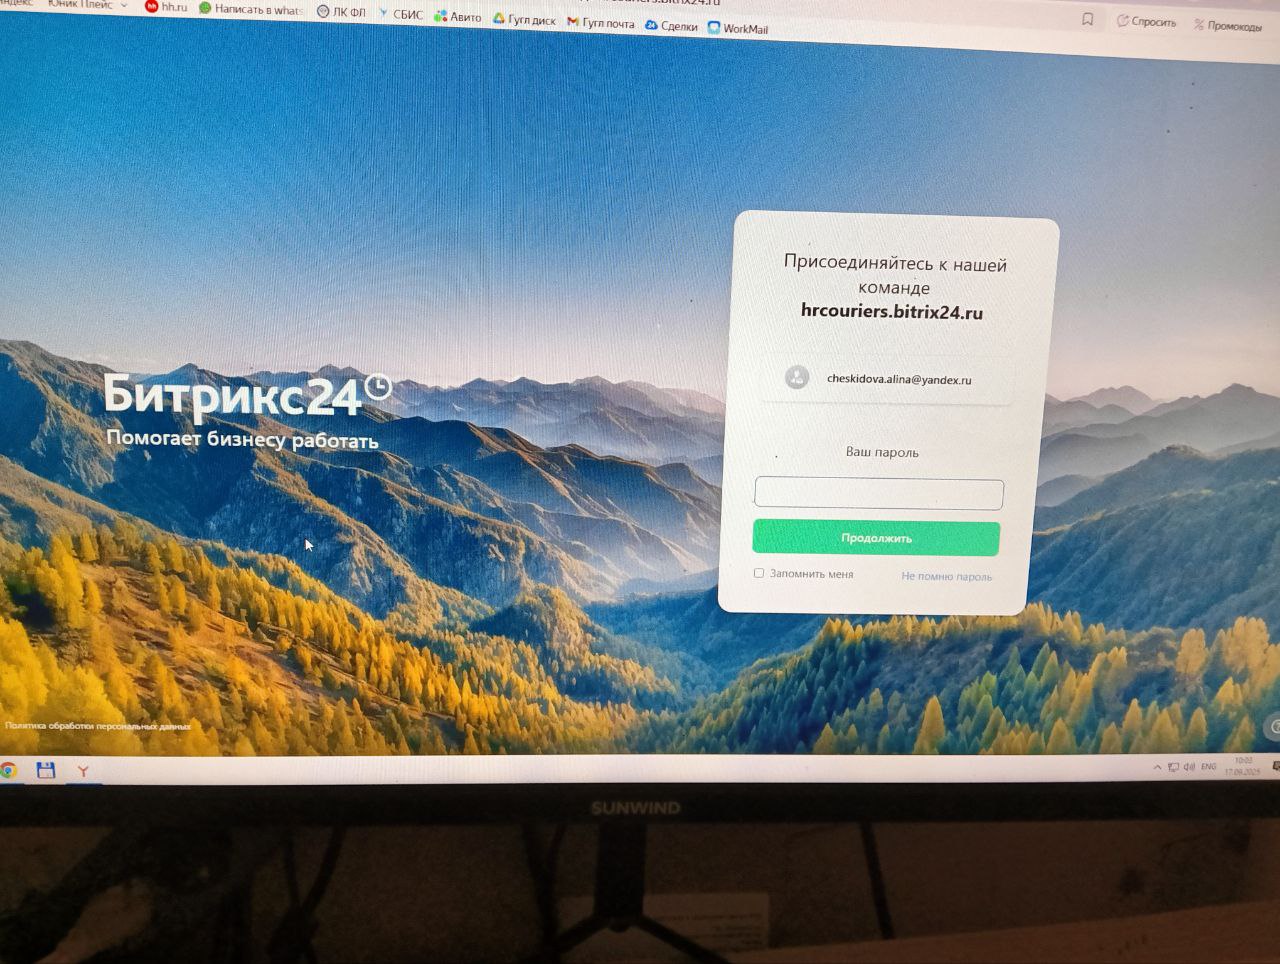 Юник Плейс
hh.ru
Написать в whats
ЛК ФЛ
СБИС
Авито
Гугл диск
Гугл почта
24 Сделки
WorkMail
Спросить
Промокоды
Присоединяйтесь к нашей
команде
hrcouriers.bitrix24.ru
cheskidova.alina@yandex.ru
Ваш пароль
Продолжить
Запомнить меня
Не помню пароль
Битрикс24
Помогает бизнесу работать
Политика обработки персональных данных
ENG
10:03
17.09.2025
SUNWIND